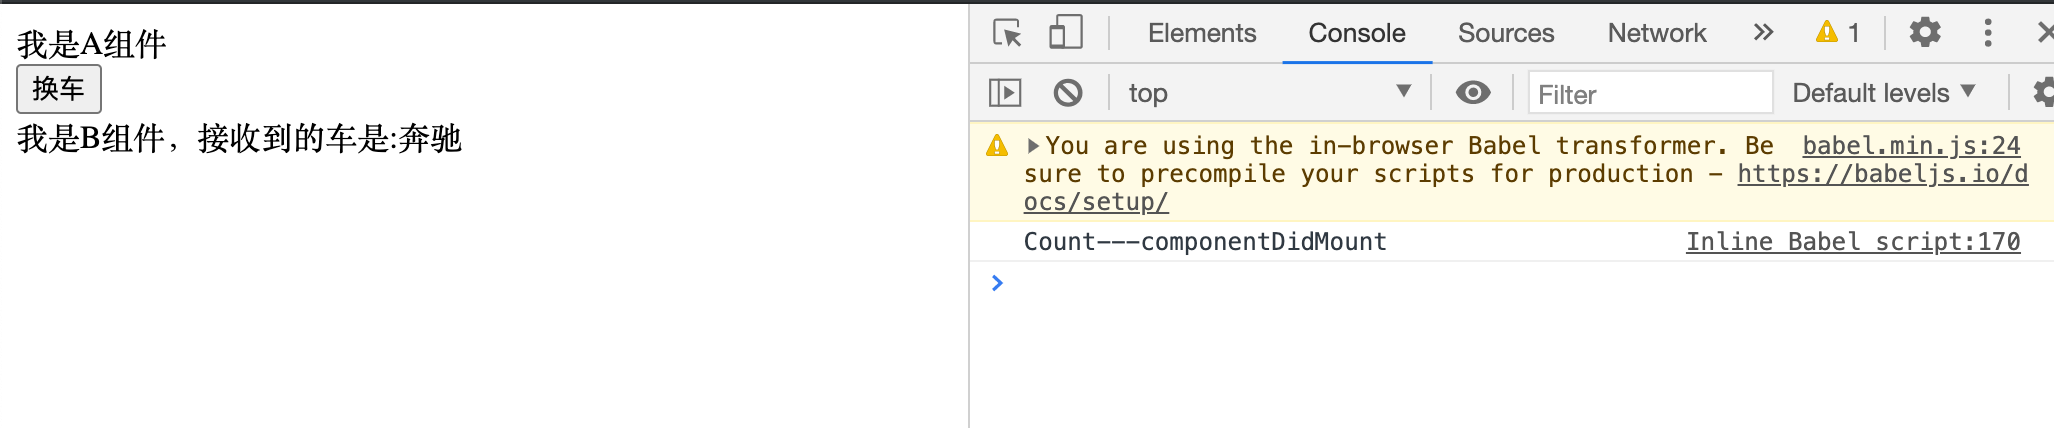 我是A组件
换车
我是B组件，接收到的车是:奔驰
Elements Console Sources Network 1
top Filter Default levels
You are using the in-browser Babel transformer. Be babel.min.js:24
sure to precompile your scripts for production - https://babeljs.io/d
ocs/setup/
Count---componentDidMount Inline Babel script:170